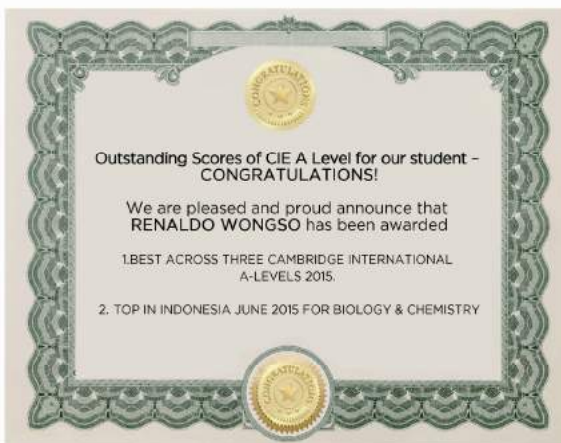 CONGRATULATIONS
Outstanding Scores of CIE A Level for our student –
CONGRATULATIONS!
We are pleased and proud announce that
RENALDO WONGSO has been awarded
1.BEST ACROSS THREE CAMBRIDGE INTERNATIONAL
A-LEVELS 2015.
2. TOP IN INDONESIA JUNE 2015 FOR BIOLOGY & CHEMISTRY
CONGRATULATIONS